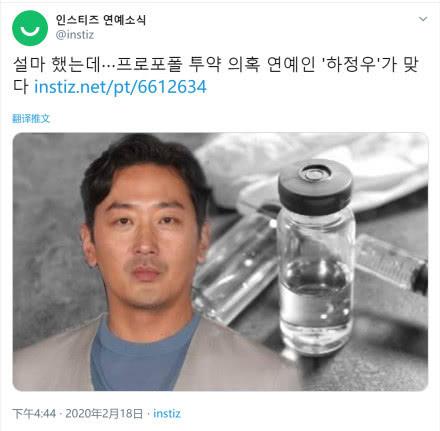 인스티즈 연예소식
@instiz
설마 했는데…프로포폴 투약 의혹 연예인 '하정우'가 맞
다 instiz.net/pt/6612634
翻译推文
下午4:44 · 2020年2月18日 · instiz